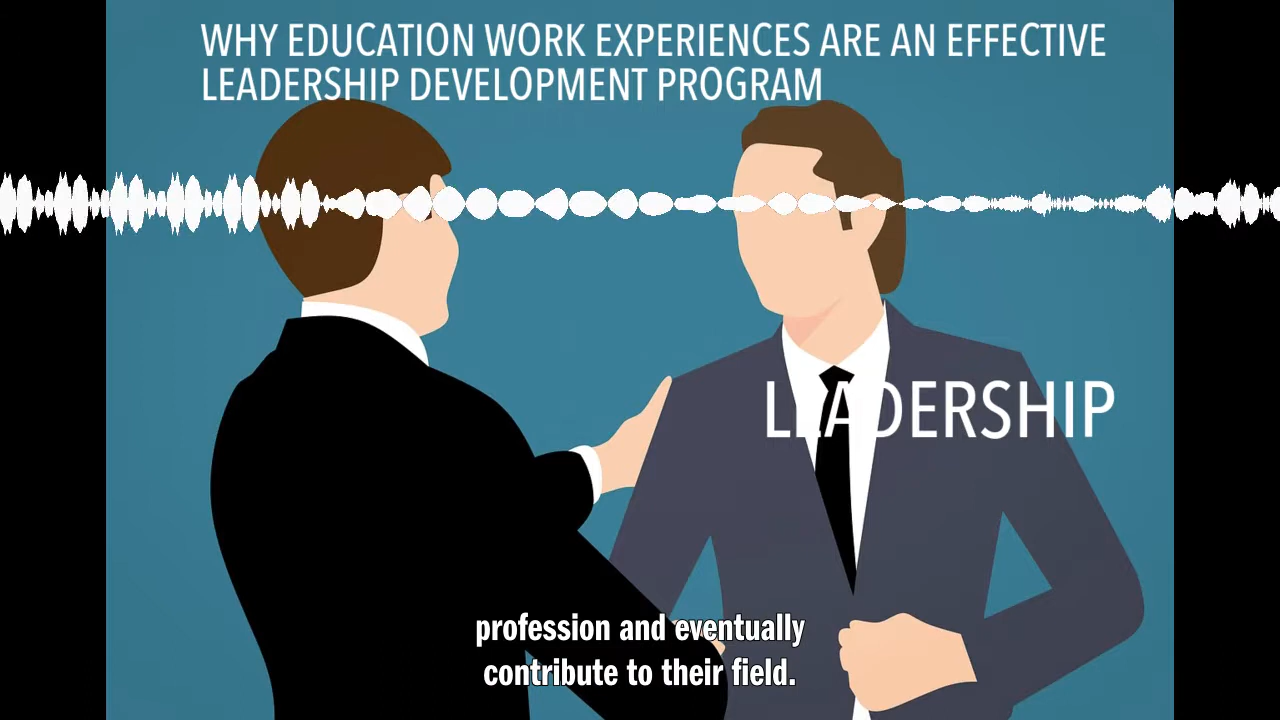 WHY EDUCATION WORK EXPERIENCES ARE AN EFFECTIVE
LEADERSHIP DEVELOPMENT PROGRAM
LEADERSHIP
profession and eventually
contribute to their field.